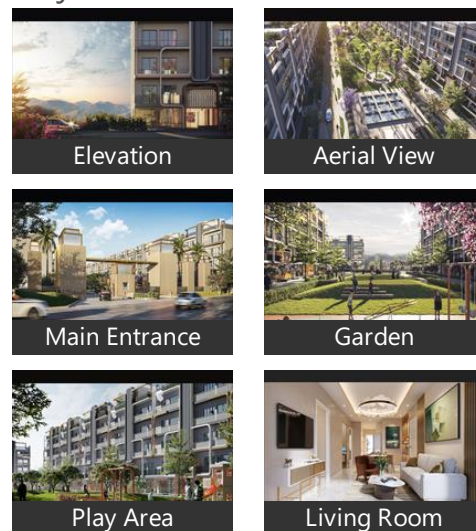 Elevation
Aerial View
Main Entrance
Garden
Play Area
Living Room